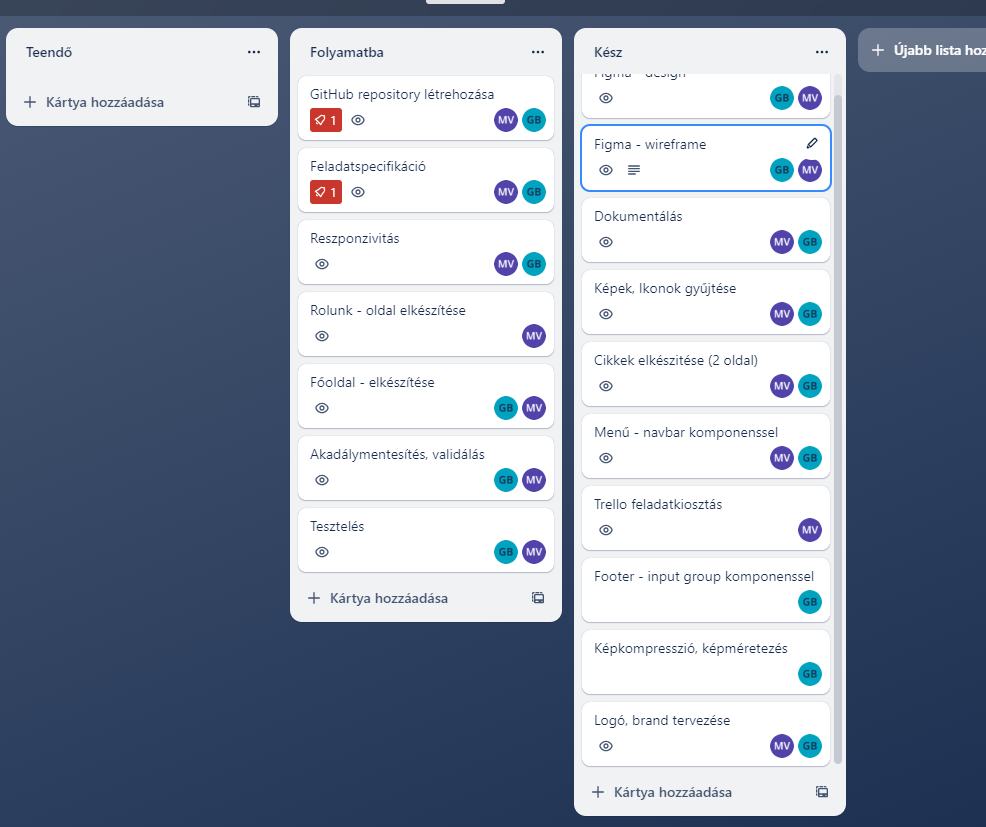 Teendő
Kártya hozzáadása
Folyamatba
GitHub repository létrehozása
1
MV GB
Feladatspecifikáció
1
MV GB
Reszponzivitás
MV GB
Rolunk - oldal elkészítése
MV
Főoldal - elkészítése
GB MV
Akadálymentesítés, validálás
GB MV
Tesztelés
GB MV
Kártya hozzáadása
Kész
Figma - design
GB MV
Figma - wireframe
GB MV
Dokumentálás
MV GB
Képek, Ikonok gyűjtése
MV GB
Cikkek elkészitése (2 oldal)
MV GB
Menű - navbar komponenssel
MV GB
Trello feladatkiosztás
MV
Footer - input group komponenssel
GB
Képkompresszió, képméretezés
GB
Logó, brand tervezése
MV GB
Kártya hozzáadása
Újabb lista hoz